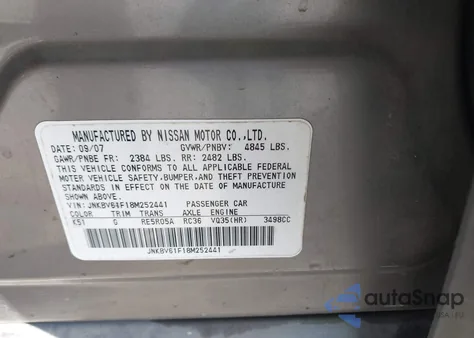 MANUFACTURED BY NISSAN MOTOR CO.,LTD.
DATE: 09/07 GVWR/PNBV: 4845 LBS.
GAWR/PNBE FR: 2384 LBS. RR: 2482 LBS.
THIS VEHICLE CONFORMS TO ALL APPLICABLE FEDERAL
MOTOR VEHICLE SAFETY, BUMPER, AND THEFT PREVENTION
STANDARDS IN EFFECT ON THE DATE OF MANUFACTURE
SHOWN ABOVE.
VIN: JNKBV61F18M252441 PASSENGER CAR
COLOR TRIM TRANS AXLE ENGINE
K51 G RE5R05A RC36 VQ35(HR) 3498CC
JNKBV61F18M252441
autoSnap